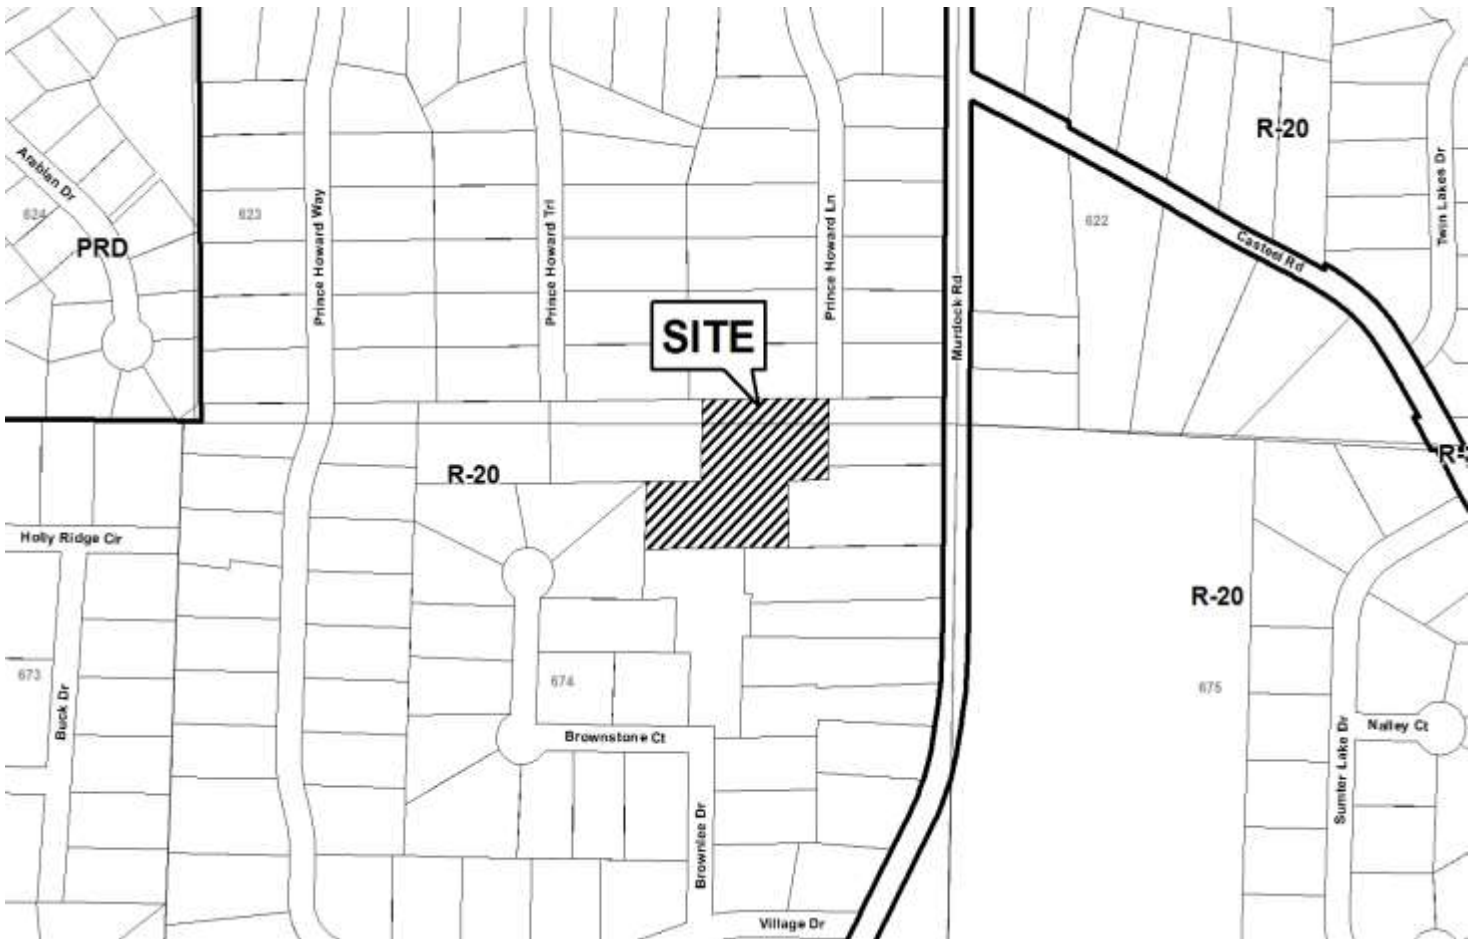 R-20
Arabian Dr
Twin Lakes Dr
624
623
622
Prince Howard Way
Prince Howard Trl
Prince Howard Ln
PRD
Casteel Rd
Murdock Rd
SITE
R-20
R-
Holly Ridge Cir
R-20
673
674
675
Buck Dr
Brownstone Ct
Nalley Ct
Sumter Lake Dr
Brownlee Dr
Village Dr